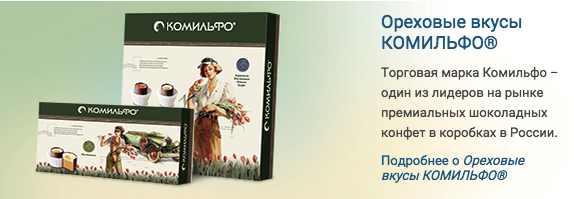 КОМИЛЬФО®
КОМИЛЬФО®
Ореховые вкусы
КОМИЛЬФО®
Торговая марка Комильфо –
один из лидеров на рынке
премиальных шоколадных
конфет в коробках в России.
Подробнее о Ореховые
вкусы КОМИЛЬФО®